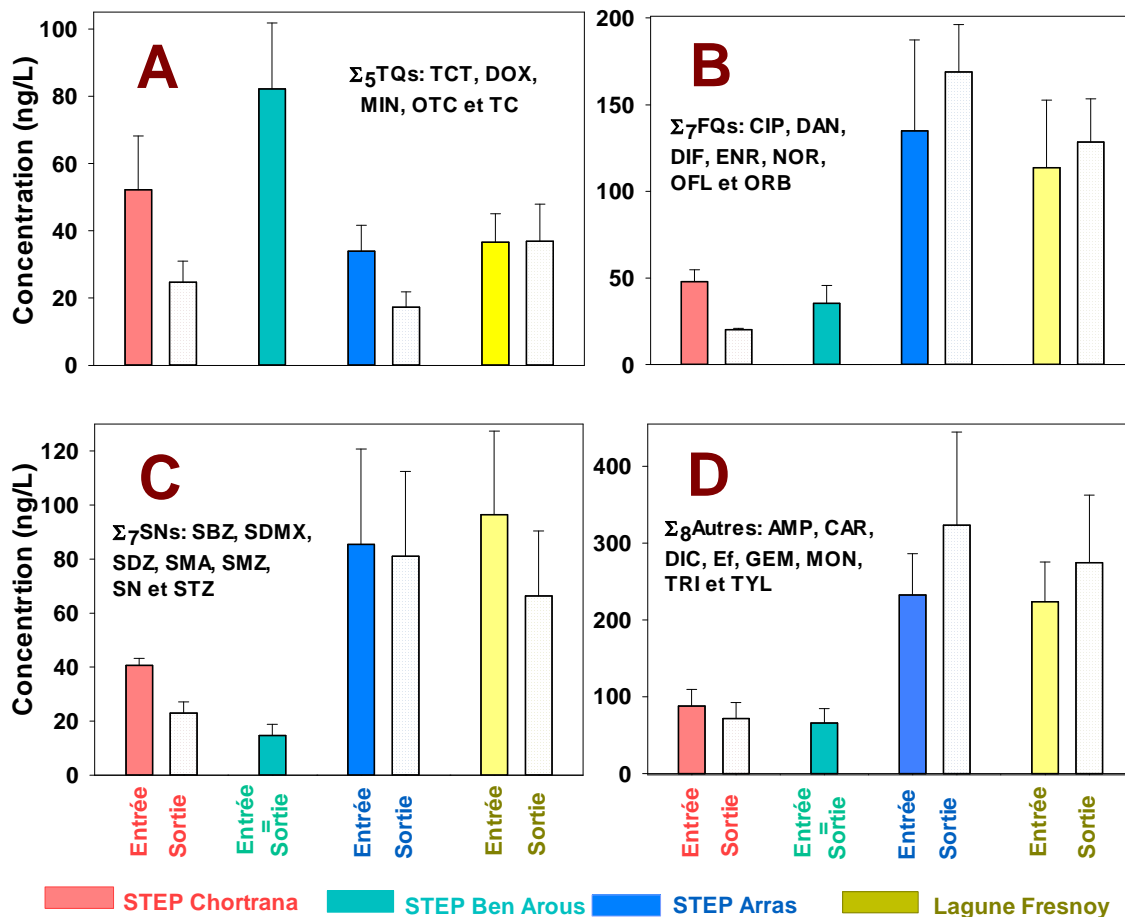 A
Σ5TQs: TCT, DOX,
MIN, OTC et TC
Concentration (ng/L)
100
80
60
40
20
0
B
Σ7FQs: CIP, DAN,
DIF, ENR, NOR,
OFL et ORB
200
150
100
50
0
C
Σ7SNs: SBZ, SDMX,
SDZ, SMA, SMZ,
SN et STZ
Concentrtion (ng/L)
120
100
80
60
40
20
0
D
Σ8Autres: AMP, CAR,
DIC, Ef, GEM, MON,
TRI et TYL
400
300
200
100
0
Entrée
Sortie
Entrée
=
Sortie
Entrée
Sortie
Entrée
Sortie
Entrée
Sortie
Entrée
=
Sortie
Entrée
Sortie
Entrée
Sortie
STEP Chortrana
STEP Ben Arous
STEP Arras
Lagune Fresnoy